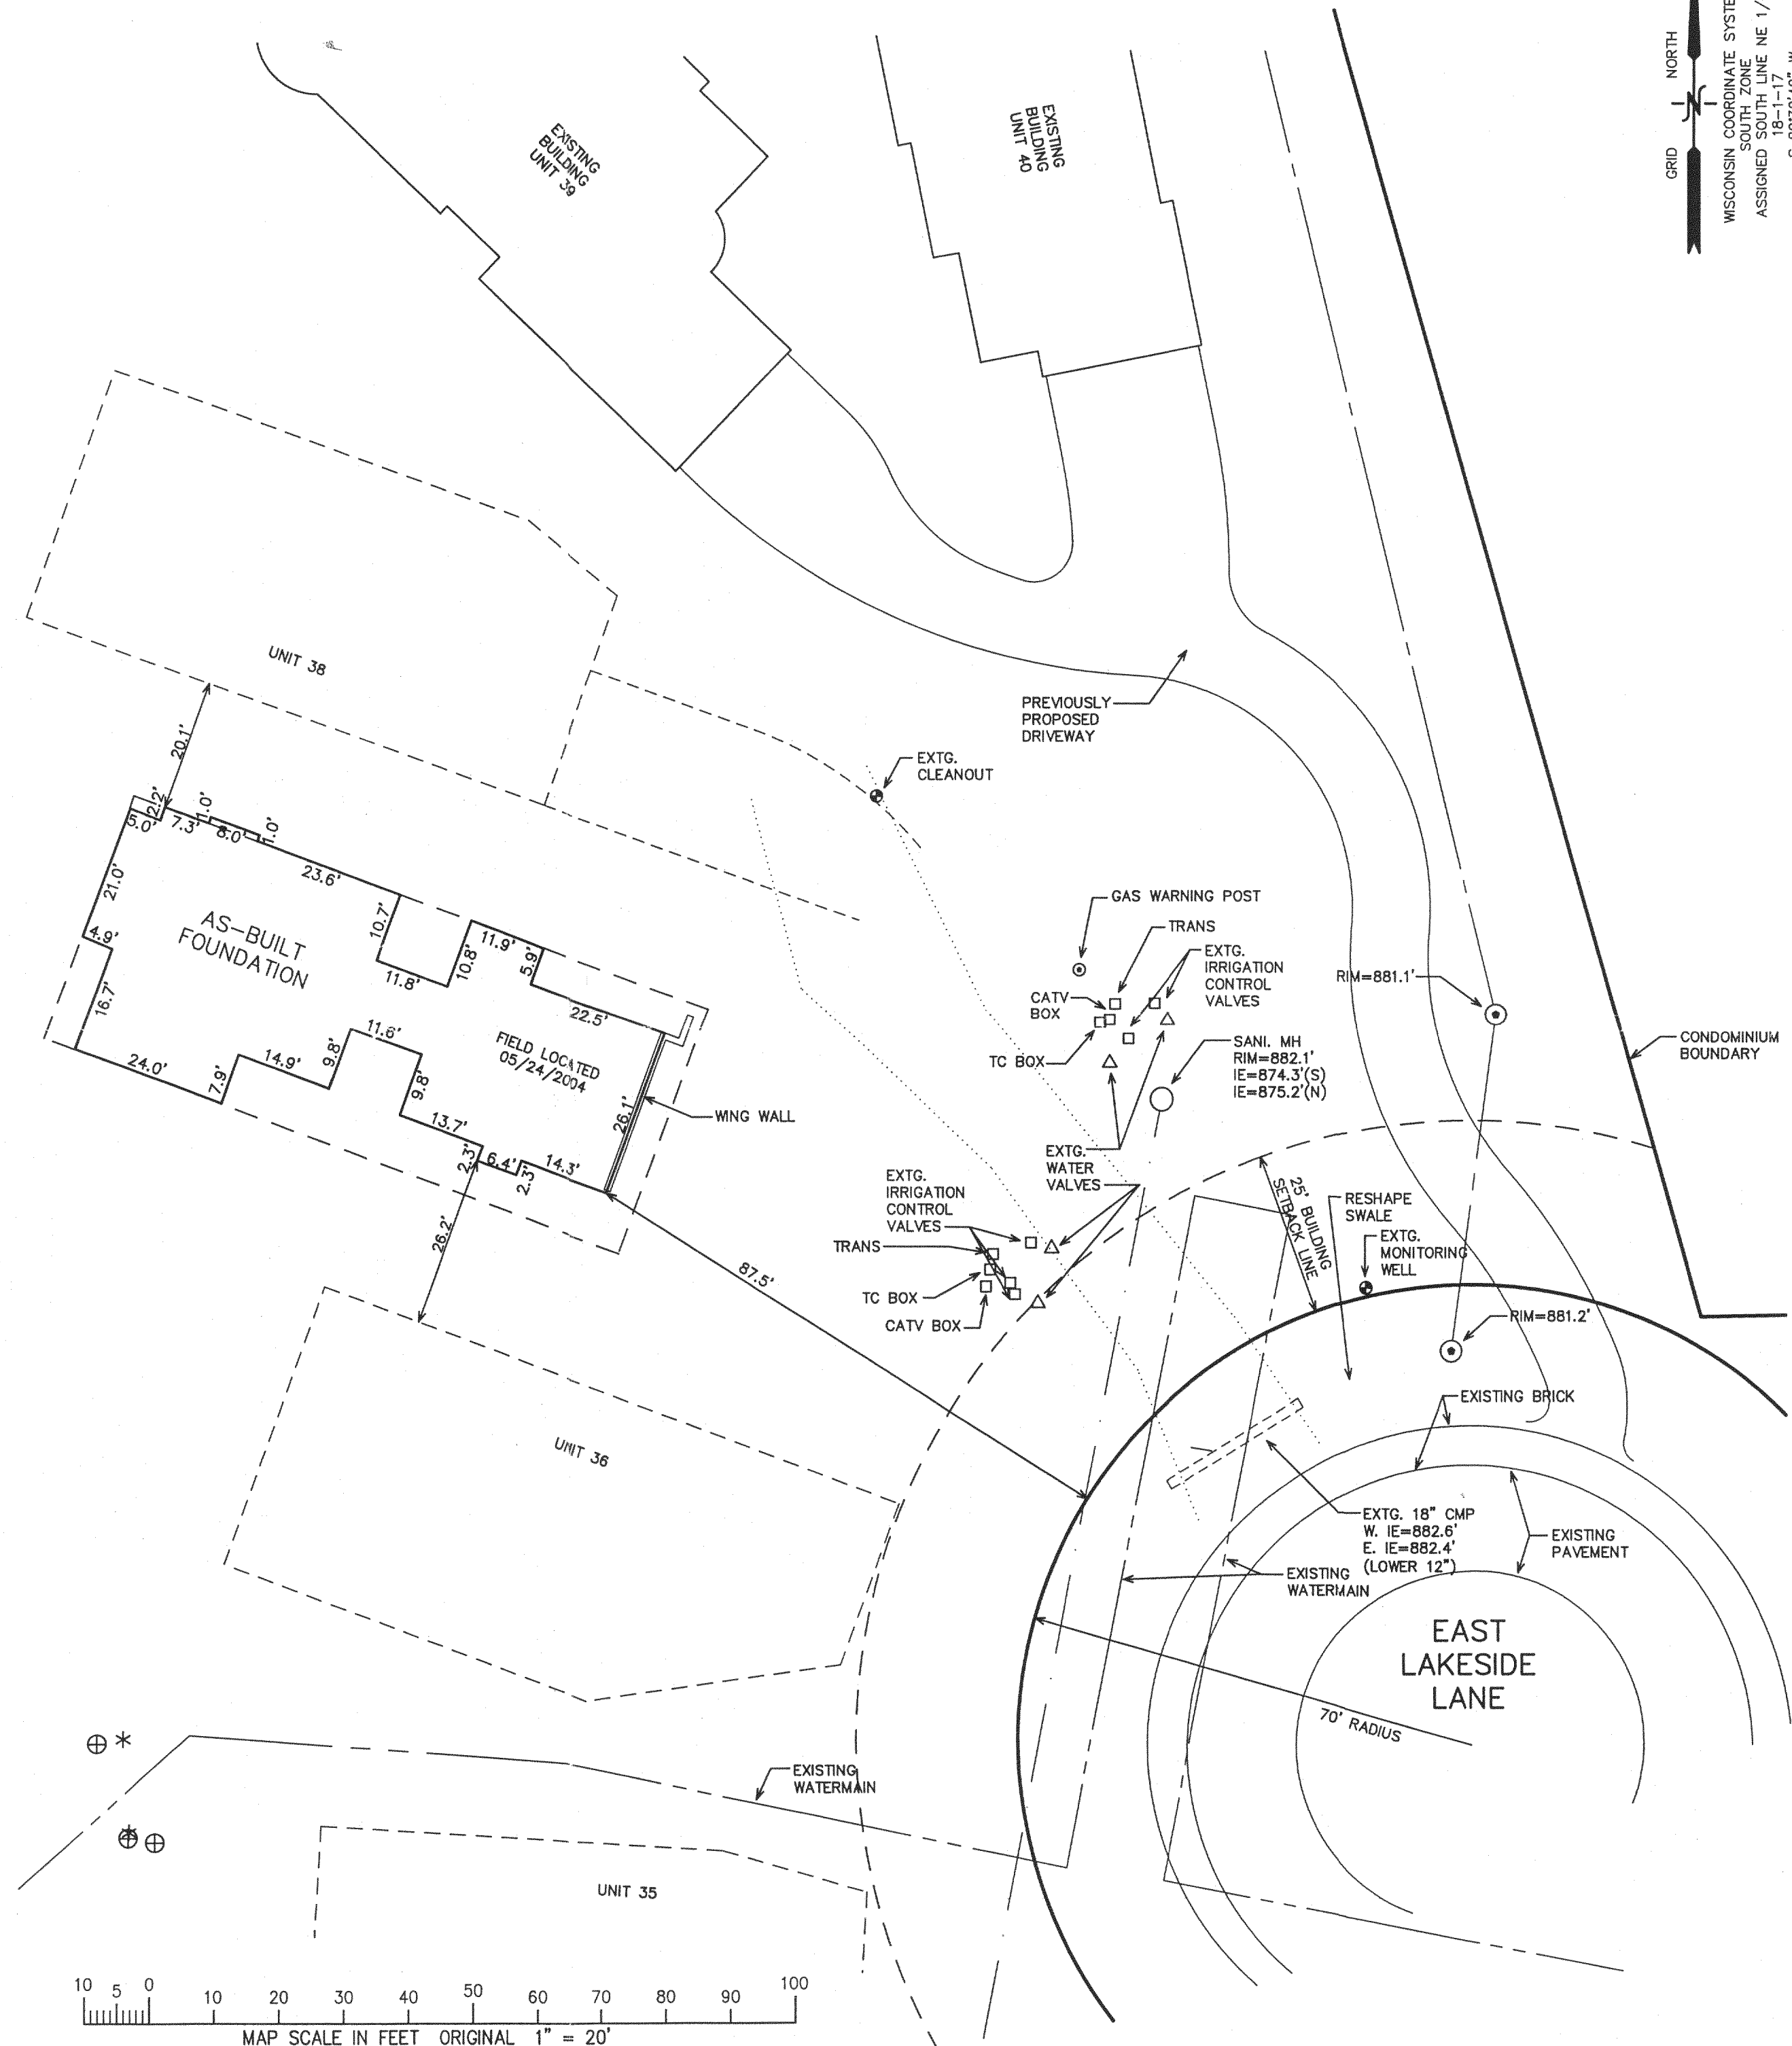 GRID NORTH
WISCONSIN COORDINATE SYSTE
SOUTH ZONE
ASSIGNED SOUTH LINE NE 1/
18-1-17
EXISTING
BUILDING
UNIT 39
EXISTING
BUILDING
UNIT 40
UNIT 38
20.1'
PREVIOUSLY
PROPOSED
DRIVEWAY
EXTG.
CLEANOUT
2.2'
5.0'
7.3'
1.0'
8.0'
1.0'
23.6'
21.0'
4.9'
16.7'
24.0'
7.9'
14.9'
9.8'
11.6'
9.8'
13.7'
2.3'
6.4'
2.3'
14.3'
26.1'
22.5'
5.9'
11.9'
10.8'
11.8'
10.7'
AS-BUILT
FOUNDATION
FIELD LOCATED
05/24/2004
WING WALL
GAS WARNING POST
TRANS
EXTG.
IRRIGATION
CONTROL
VALVES
CATV
BOX
TC BOX
SANI. MH
RIM=882.1'
IE=874.3'(S)
IE=875.2'(N)
RIM=881.1'
CONDOMINIUM
BOUNDARY
EXTG.
WATER
VALVES
EXTG.
IRRIGATION
CONTROL
VALVES
TRANS
TC BOX
CATV BOX
25' BUILDING
SETBACK LINE
RESHAPE
SWALE
EXTG.
MONITORING
WELL
RIM=881.2'
26.2'
87.5'
EXISTING BRICK
UNIT 36
EXTG. 18" CMP
W. IE=882.6'
E. IE=882.4'
(LOWER 12")
EXISTING
PAVEMENT
EXISTING
WATERMAIN
EAST
LAKESIDE
LANE
70' RADIUS
EXISTING
WATERMAIN
UNIT 35
10 5 0 10 20 30 40 50 60 70 80 90 100
MAP SCALE IN FEET ORIGINAL 1" = 20'